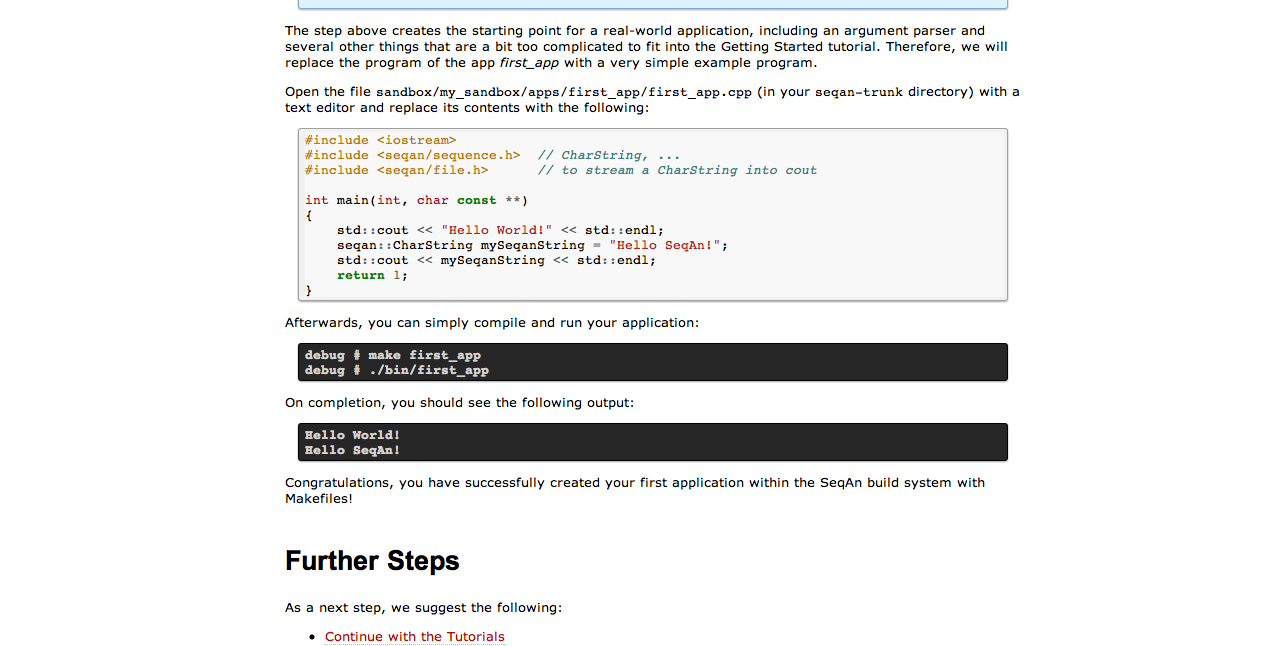 The step above creates the starting point for a real-world application, including an argument parser and
several other things that are a bit too complicated to fit into the Getting Started tutorial. Therefore, we will
replace the program of the app first_app with a very simple example program.
Open the file sandbox/my_sandbox/apps/first_app/first_app.cpp (in your seqan-trunk directory) with a
text editor and replace its contents with the following:
#include <iostream>
#include <seqan/sequence.h>  // CharString, ...
#include <seqan/file.h>      // to stream a CharString into cout
int main(int, char const **)
{
    std::cout << "Hello World!" << std::endl;
    seqan::CharString mySeqanString = "Hello SeqAn!";
    std::cout << mySeqanString << std::endl;
    return 1;
}
Afterwards, you can simply compile and run your application:
debug # make first_app
debug # ./bin/first_app
On completion, you should see the following output:
Hello World!
Hello SeqAn!
Congratulations, you have successfully created your first application within the SeqAn build system with
Makefiles!
Further Steps
As a next step, we suggest the following:
• Continue with the Tutorials